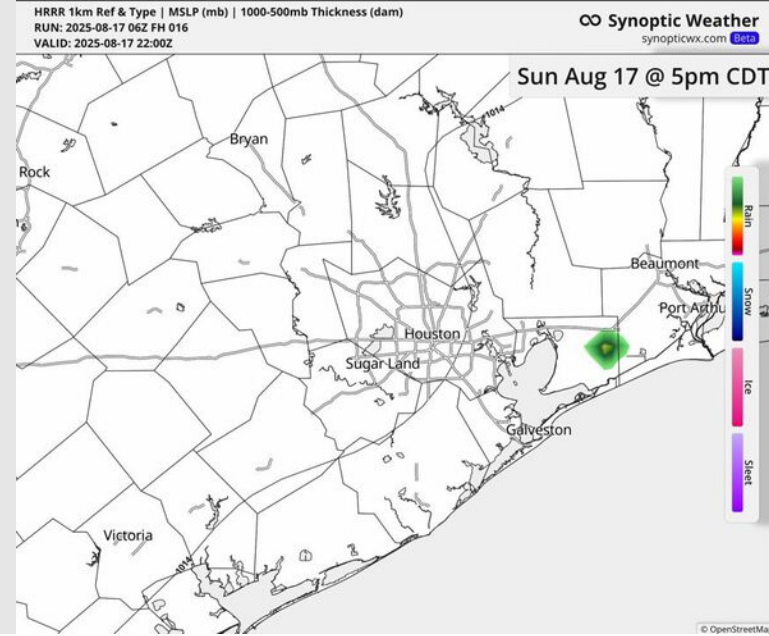 HRRR 1km Ref & Type | MSLP (mb) | 1000-500mb Thickness (dam)
RUN: 2025-08-17 06Z FH 016
VALID: 2025-08-17 22:00Z
Synoptic Weather
synopticwx.com Beta
Sun Aug 17 @ 5pm CDT
1014
Bryan
Rock
Rain
Beaumont
Snow
Port Arthu
Houston
Sugar Land
Ice
Galveston
Sleet
Victoria
1014
© OpenStreetMa